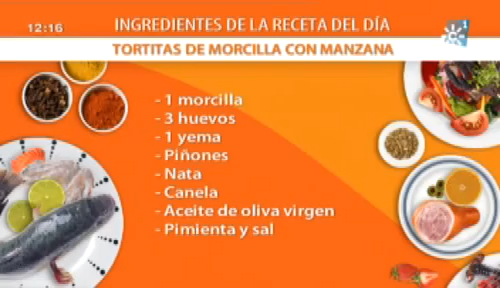 12:16
INGREDIENTES DE LA RECETA DEL DÍA
1
TORTITAS DE MORCILLA CON MANZANA
- 1 morcilla
- 3 huevos
- 1 yema
- Piñones
- Nata
- Canela
- Aceite de oliva virgen
- Pimienta y sal